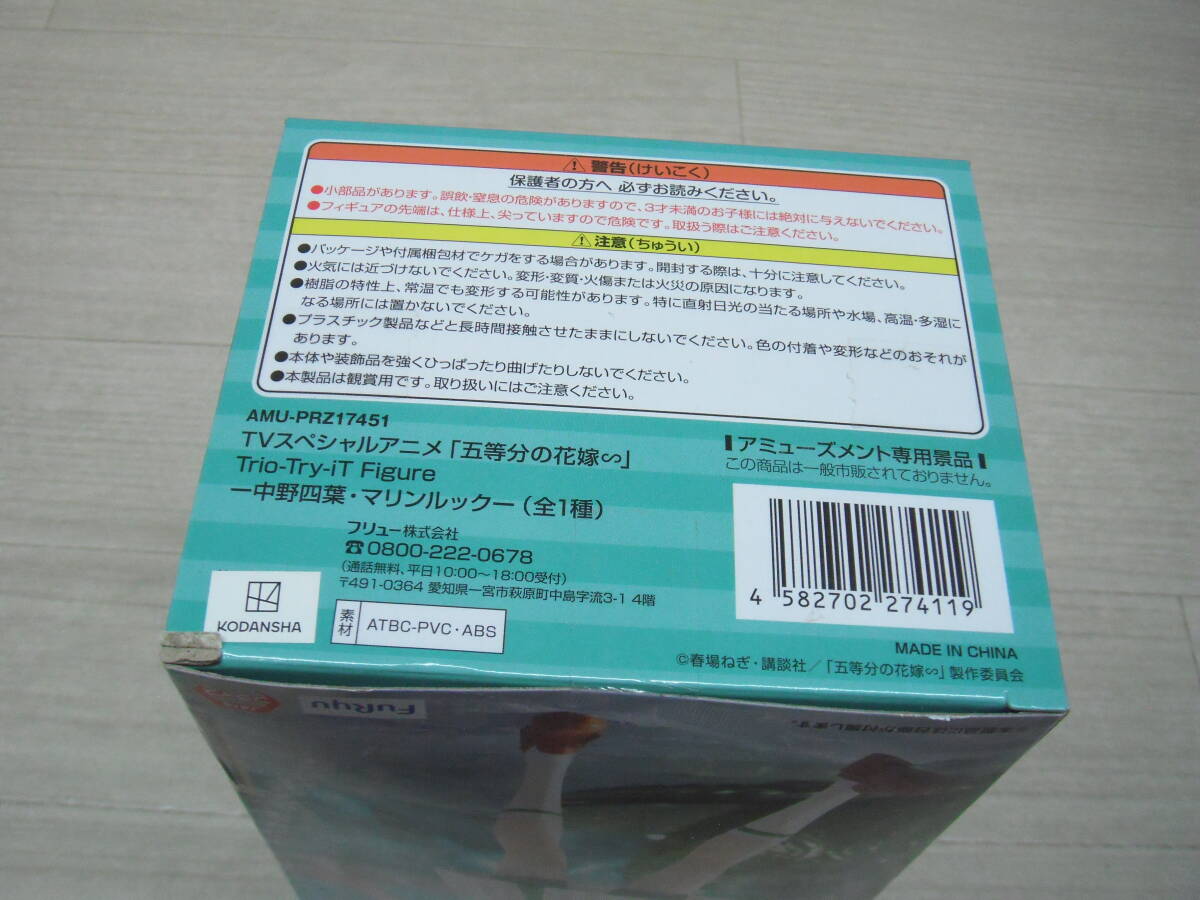 ⚠ 警告(けいこく)
保護者の方へ 必ずお読みください。
●小部品があります。誤飲・窒息の危険がありますので、3才未満のお子様には絶対に与えないでください。
●フィギュアの先端は、仕様上、尖っていますので危険です。取扱う際はご注意ください。
⚠ 注意(ちゅうい)
●パッケージや付属梱包材でケガをする場合があります。開封する際は、十分に注意してください。
●火気には近づけないでください。変形・変質・火傷または火災の原因になります。
●樹脂の特性上、常温でも変形する可能性があります。特に直射日光の当たる場所や水場、高温・多湿に
なる場所には置かないでください。
●プラスチック製品などと長時間接触させたままにしないでください。色の付着や変形などのおそれが
あります。
●本体や装飾品を強くひっぱったり曲げたりしないでください。
●本製品は観賞用です。取り扱いにはご注意ください。
AMU-PRZ17451
TVスペシャルアニメ「五等分の花嫁∽」
Trio-Try-iT Figure
ー中野四葉・マリンルックー(全1種)
フリュー株式会社
☎0800-222-0678
(通話無料、平日10:00～18:00受付)
〒491-0364 愛知県一宮市萩原町中島字流3-1 4階
KODANSHA
素材
ATBC-PVC・ABS
アミューズメント専用景品
この商品は一般市販されておりません。
4 582702 274119
MADE IN CHINA
©春場ねぎ・講談社／「五等分の花嫁∽」製作委員会
FuRyu
※本製品には台座が付属します。